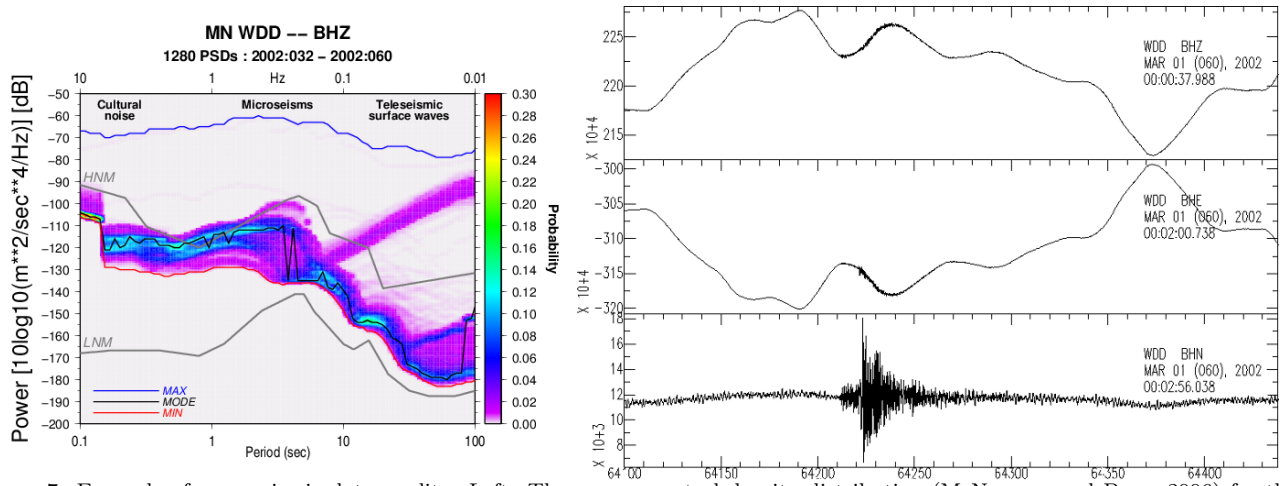 MN WDD -- BHZ
1280 PSDs : 2002:032 – 2002:060
10 1 Hz 0.1 0.01
Power [10log10(m**2/sec**4/Hz)] [dB]
-50
-60
-70
-80
-90
-100
-110
-120
-130
-140
-150
-160
-170
-180
-190
-200
Cultural noise
Microseisms
Teleseismic surface waves
HNM
LNM
MAX
MODE
MIN
0.1 1 10 100
Period (sec)
0.30
0.28
0.26
0.24
0.22
0.20
0.18
0.16
0.14
0.12
0.10
0.08
0.06
0.04
0.02
0.00
Probability
225
220
215
X 10+4
WDD BHZ
MAR 01 (060), 2002
00:00:37.988
-300
-305
-310
-315
-320
X 10+4
WDD BHE
MAR 01 (060), 2002
00:02:00.738
18
16
14
12
10
8
X 10+3
WDD BHN
MAR 01 (060), 2002
00:02:56.038
64100 64150 64200 64250 64300 64350 64400